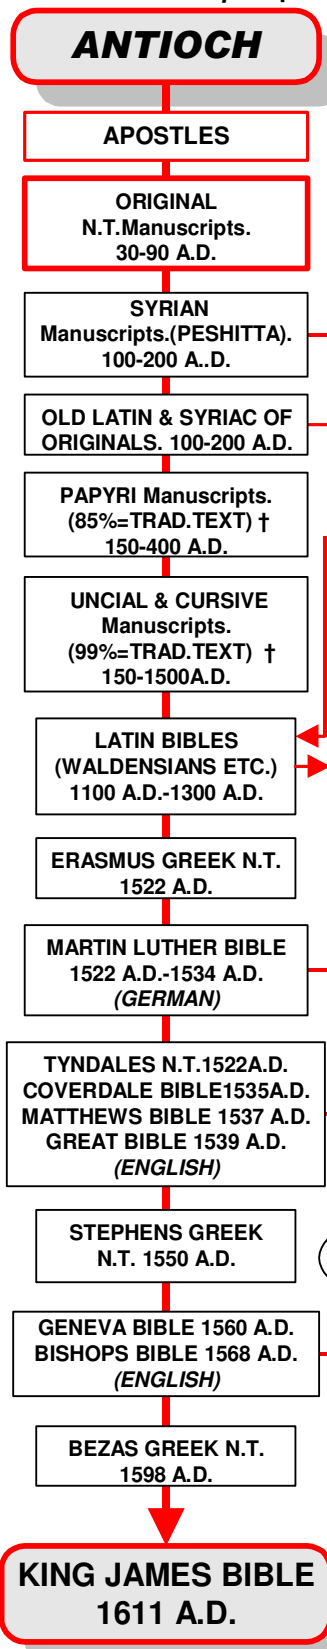 ANTIOCH
APOSTLES
ORIGINAL
N.T.Manuscripts.
30-90 A.D.
SYRIAN
Manuscripts.(PESHITTA).
100-200 A..D.
OLD LATIN & SYRIAC OF
ORIGINALS. 100-200 A.D.
PAPYRI Manuscripts.
(85%=TRAD.TEXT) †
150-400 A.D.
UNCIAL & CURSIVE
Manuscripts.
(99%=TRAD.TEXT) †
150-1500A.D.
LATIN BIBLES
(WALDENSIANS ETC.)
1100 A.D.-1300 A.D.
ERASMUS GREEK N.T.
1522 A.D.
MARTIN LUTHER BIBLE
1522 A.D.-1534 A.D.
(GERMAN)
TYNDALES N.T.1522A.D.
COVERDALE BIBLE1535A.D.
MATTHEWS BIBLE 1537 A.D.
GREAT BIBLE 1539 A.D.
(ENGLISH)
STEPHENS GREEK
N.T. 1550 A.D.
GENEVA BIBLE 1560 A.D.
BISHOPS BIBLE 1568 A.D.
(ENGLISH)
BEZAS GREEK N.T.
1598 A.D.
KING JAMES BIBLE
1611 A.D.